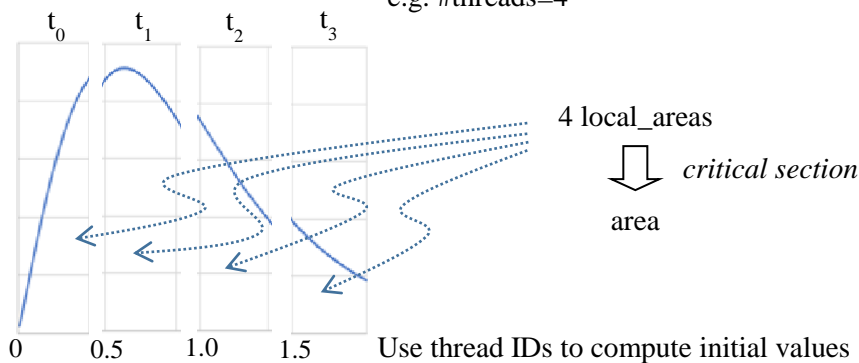 e.g. #threads=4
t0 t1 t2 t3
4 local_areas
critical section
area
0 0.5 1.0 1.5 Use thread IDs to compute initial values